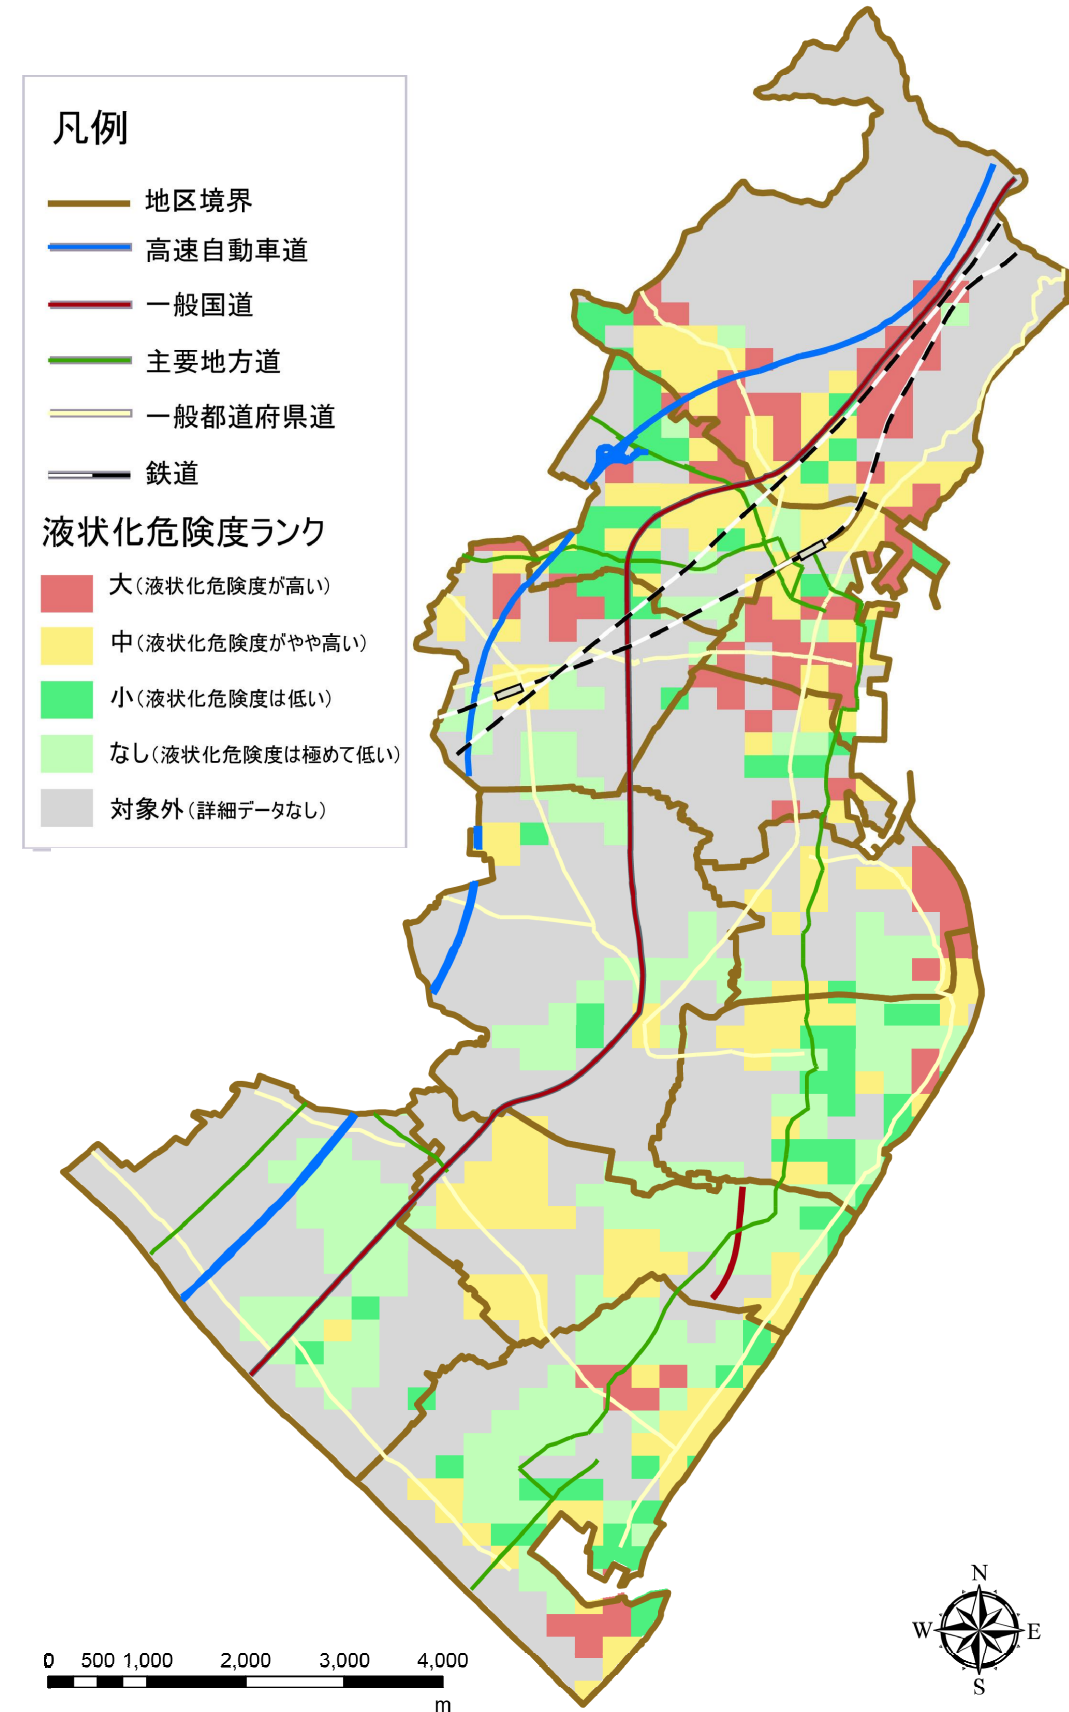 凡例
地区境界
高速自動車道
一般国道
主要地方道
一般都道府県道
鉄道
液状化危険度ランク
大（液状化危険度が高い）
中（液状化危険度がやや高い）
小（液状化危険度は低い）
なし（液状化危険度は極めて低い）
対象外（詳細データなし）
0 500 1,000 2,000 3,000 4,000
m
N
W E
S